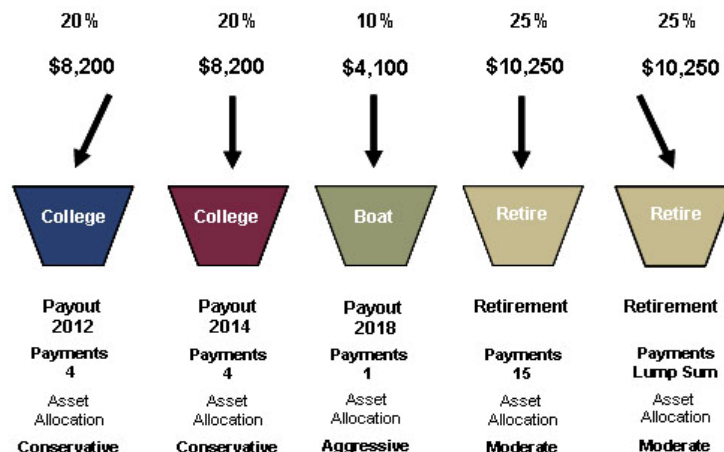 20% 20% 10% 25% 25%
$8,200 $8,200 $4,100 $10,250 $10,250
College College Boat Retire Retire
Payout Payout Payout Retirement Retirement
2012 2014 2018
Payments Payments Payments Payments Payments
4 4 1 15 Lump Sum
Asset Asset Asset Asset Asset
Allocation Allocation Allocation Allocation Allocation
Conservative Conservative Aggressive Moderate Moderate